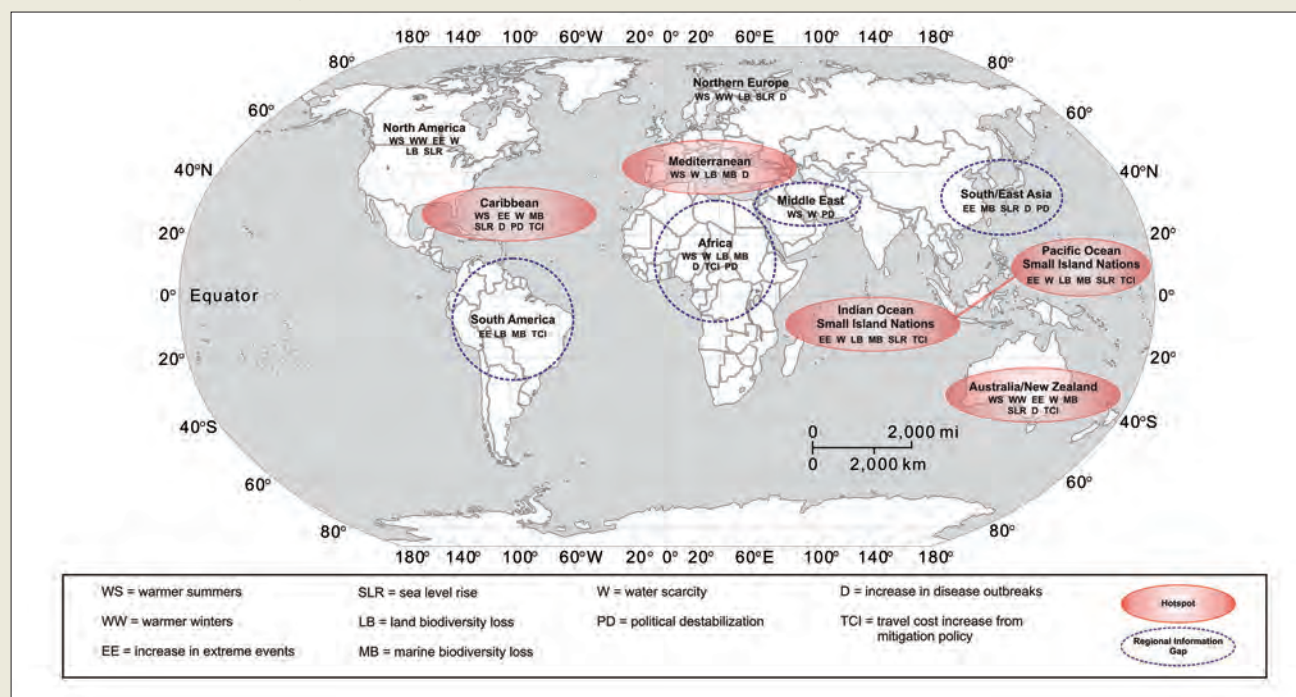 180° 140° 100° 60°W 20° 0° 20° 60°E 100° 140° 180°
80° 80°
Northern Europe
WS WW LB SLR D
60° 60°
North America
WS WW EE W
LB SLR
40°N 40°N
Mediterranean
WS W LB MB D
South/East Asia
EE MB SLR D PD
Middle East
WS W PD
Caribbean
WS EE W MB
SLR D PD TCI
20° 20°
Africa
WS W LB MB
D TCI PD
Pacific Ocean
Small Island Nations
EE W LB MB SLR TCI
0° Equator 0°
South America
EE LB MB TCI
Indian Ocean
Small Island Nations
EE W LB MB SLR TCI
20° 20°
Australia/New Zealand
WS WW EE W MB
SLR D TCI
40°S 40°S
0 2,000 mi
0 2,000 km
60° 60°
80° 80°
180° 140° 100° 60°W 20° 0° 20° 60°E 100° 140° 180°
WS = warmer summers
WW = warmer winters
EE = increase in extreme events
SLR = sea level rise
LB = land biodiversity loss
MB = marine biodiversity loss
W = water scarcity
PD = political destabilization
D = increase in disease outbreaks
TCI = travel cost increase from
mitigation policy
Hotspot
Regional Information
Gap